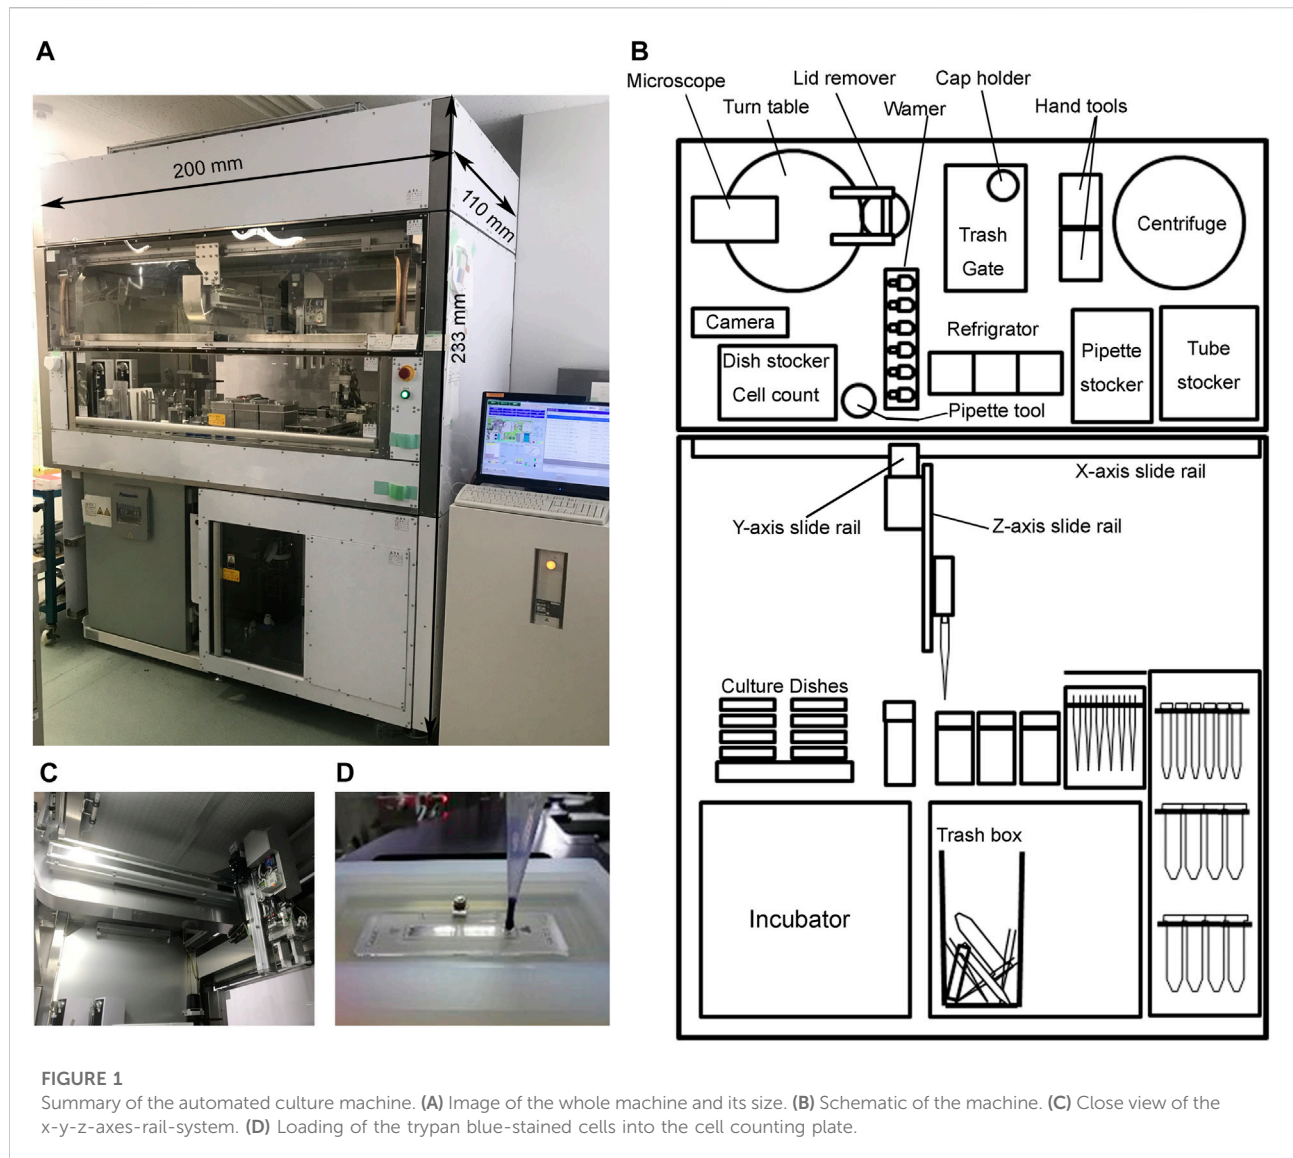 A
200 mm
110 mm
233 mm
Panasonic
B
Microscope
Lid remover
Cap holder
Turn table
Wamer
Hand tools
Trash
Gate
Centrifuge
Camera
Refrigrator
Dish stocker
Cell count
Pipette
stocker
Tube
stocker
Pipette tool
X-axis slide rail
Y-axis slide rail
Z-axis slide rail
Culture Dishes
Trash box
Incubator
C
D
FIGURE 1
Summary of the automated culture machine. (A) Image of the whole machine and its size. (B) Schematic of the machine. (C) Close view of the
x-y-z-axes-rail-system. (D) Loading of the trypan blue-stained cells into the cell counting plate.